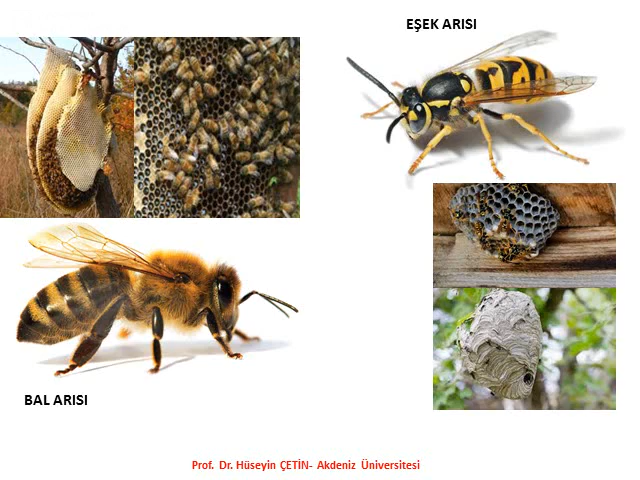 EŞEK ARISI
BAL ARISI
Prof. Dr. Hüseyin ÇETİN- Akdeniz Üniversitesi